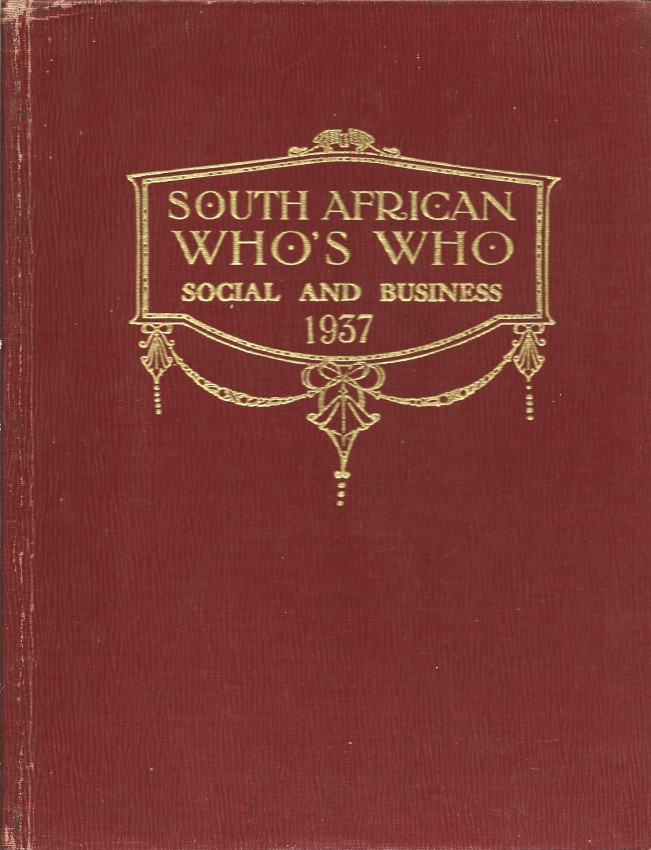 SOUTH AFRICAN
WHO'S WHO
SOCIAL AND BUSINESS
1937